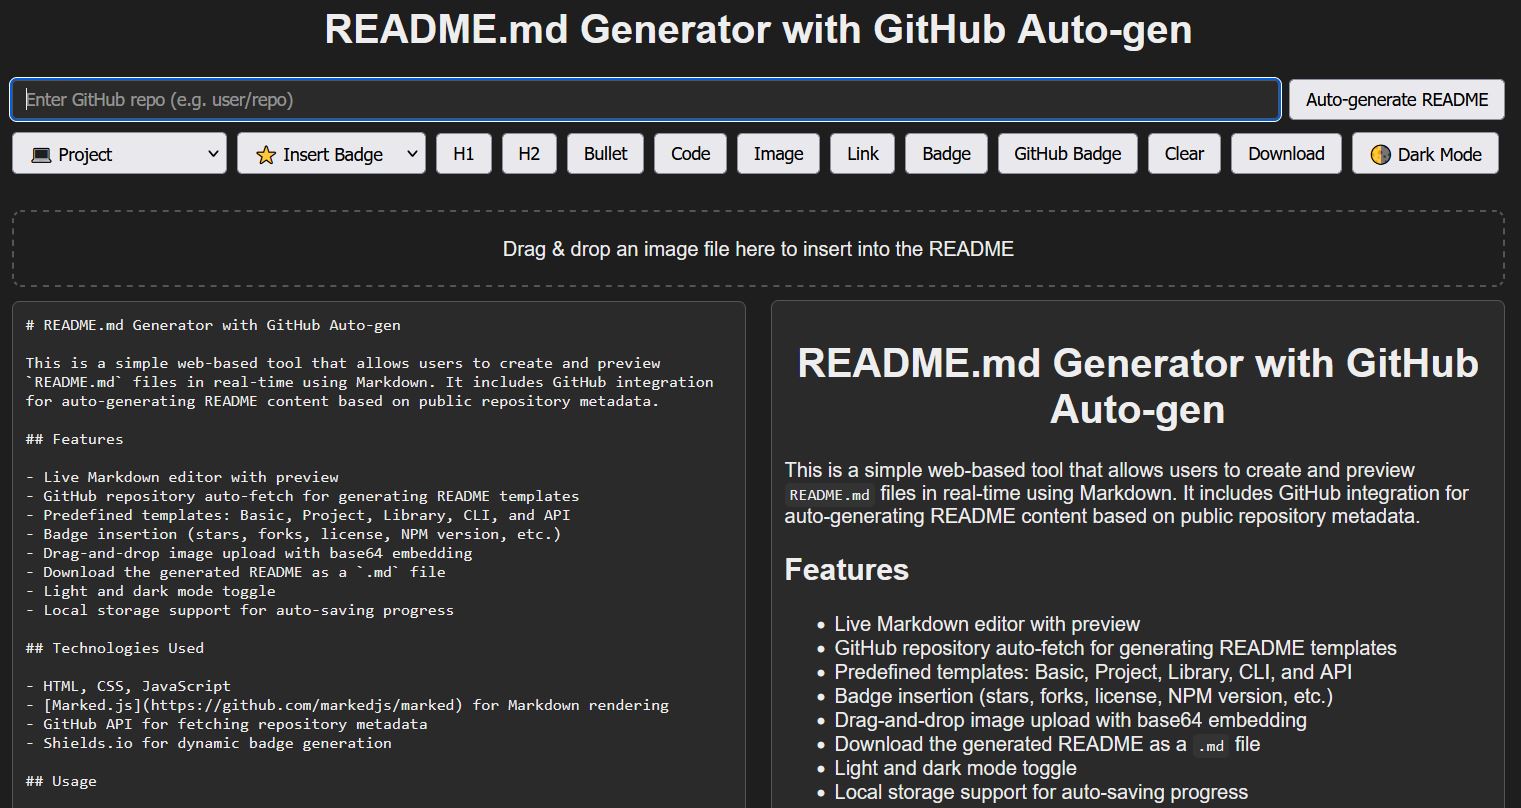 README.md Generator with GitHub Auto-gen
Enter GitHub repo (e.g. user/repo)
Auto-generate README
Project
Insert Badge
H1
H2
Bullet
Code
Image
Link
Badge
GitHub Badge
Clear
Download
Dark Mode
Drag & drop an image file here to insert into the README
# README.md Generator with GitHub Auto-gen
This is a simple web-based tool that allows users to create and preview
`README.md` files in real-time using Markdown. It includes GitHub integration
for auto-generating README content based on public repository metadata.
## Features
- Live Markdown editor with preview
- GitHub repository auto-fetch for generating README templates
- Predefined templates: Basic, Project, Library, CLI, and API
- Badge insertion (stars, forks, license, NPM version, etc.)
- Drag-and-drop image upload with base64 embedding
- Download the generated README as a `.md` file
- Light and dark mode toggle
- Local storage support for auto-saving progress
## Technologies Used
- HTML, CSS, JavaScript
- [Marked.js](https://github.com/markedjs/marked) for Markdown rendering
- GitHub API for fetching repository metadata
- Shields.io for dynamic badge generation
## Usage
README.md Generator with GitHub
Auto-gen
This is a simple web-based tool that allows users to create and preview
README.md files in real-time using Markdown. It includes GitHub integration for
auto-generating README content based on public repository metadata.
Features
• Live Markdown editor with preview
• GitHub repository auto-fetch for generating README templates
• Predefined templates: Basic, Project, Library, CLI, and API
• Badge insertion (stars, forks, license, NPM version, etc.)
• Drag-and-drop image upload with base64 embedding
• Download the generated README as a .md file
• Light and dark mode toggle
• Local storage support for auto-saving progress